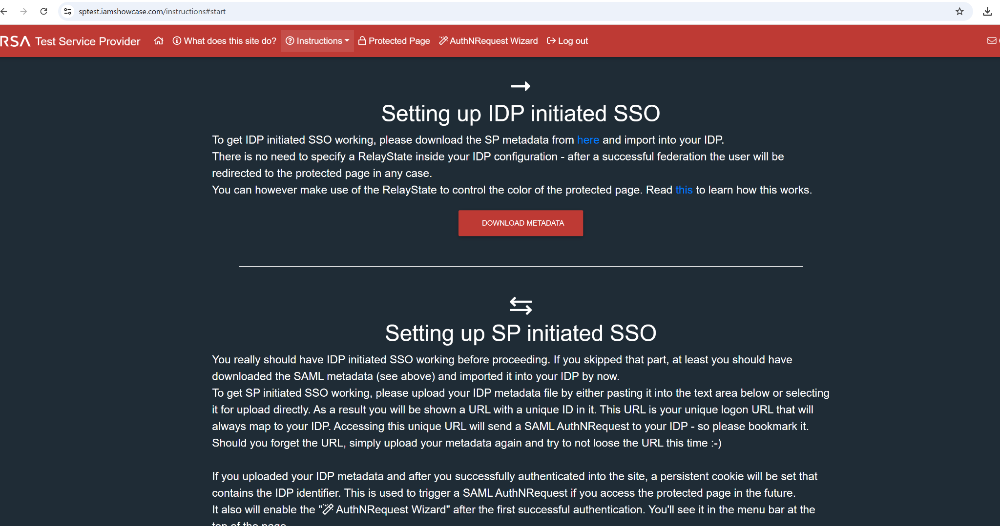 sptest.iamshowcase.com/instructions#start
RSA Test Service Provider What does this site do? Instructions Protected Page AuthNRequest Wizard Log out
Setting up IDP initiated SSO
To get IDP initiated SSO working, please download the SP metadata from here and import into your IDP.
There is no need to specify a RelayState inside your IDP configuration - after a successful federation the user will be
redirected to the protected page in any case.
You can however make use of the RelayState to control the color of the protected page. Read this to learn how this works.
DOWNLOAD METADATA
Setting up SP initiated SSO
You really should have IDP initiated SSO working before proceeding. If you skipped that part, at least you should have
downloaded the SAML metadata (see above) and imported it into your IDP by now.
To get SP initiated SSO working, please upload your IDP metadata file by either pasting it into the text area below or selecting
it for upload directly. As a result you will be shown a URL with a unique ID in it. This URL is your unique logon URL that will
always map to your IDP. Accessing this unique URL will send a SAML AuthNRequest to your IDP - so please bookmark it.
Should you forget the URL, simply upload your metadata again and try to not loose the URL this time :-)
If you uploaded your IDP metadata and after you successfully authenticated into the site, a persistent cookie will be set that
contains the IDP identifier. This is used to trigger a SAML AuthNRequest if you access the protected page in the future.
It also will enable the " AuthNRequest Wizard" after the first successful authentication. You'll see it in the menu bar at the
top of the page.